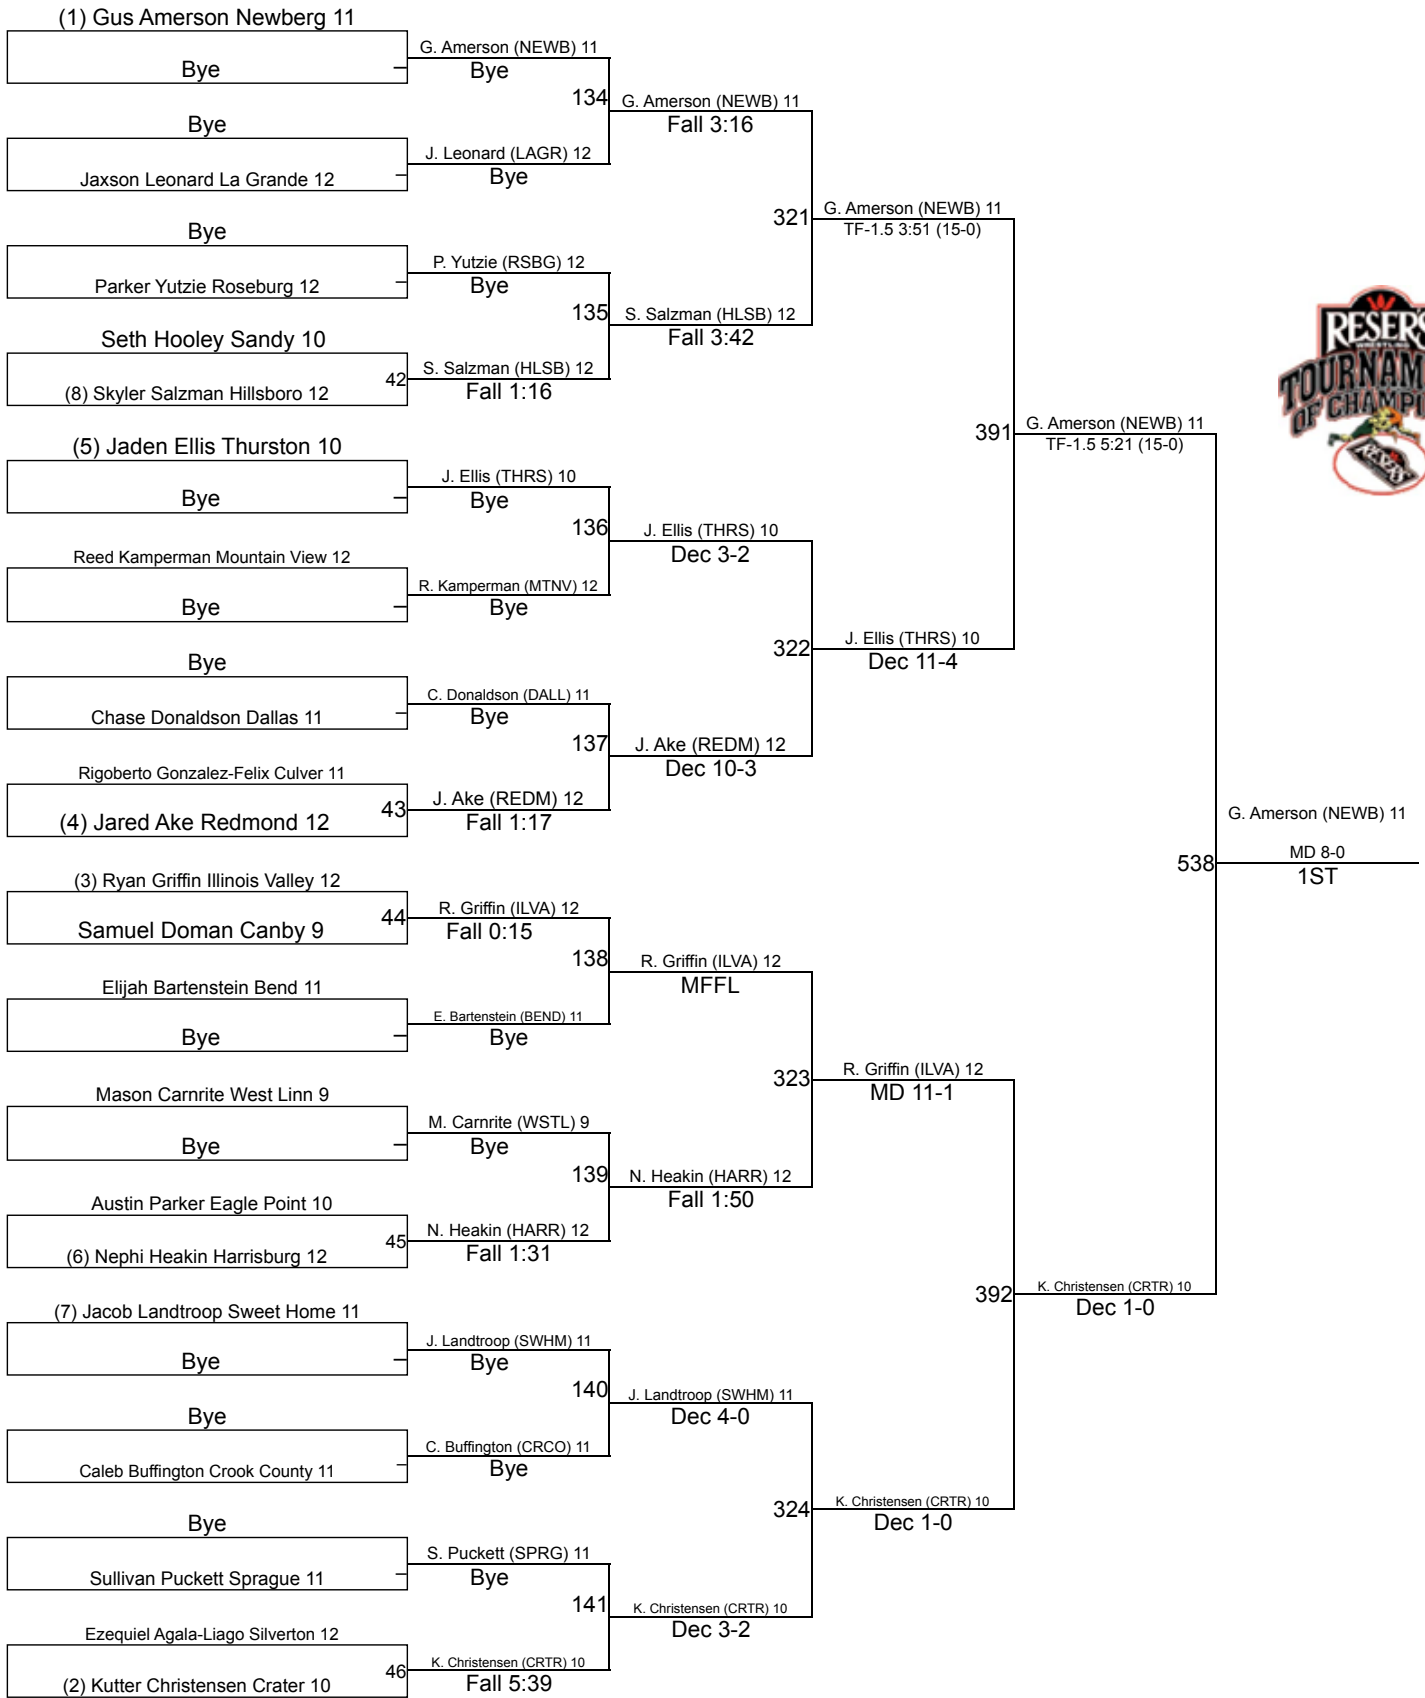 (1) Gus Amerson Newberg 11
Bye
Bye
Jaxson Leonard La Grande 12
Bye
Parker Yutzie Roseburg 12
Seth Hooley Sandy 10
42
(8) Skyler Salzman Hillsboro 12
(5) Jaden Ellis Thurston 10
Bye
Reed Kamperman Mountain View 12
Bye
Bye
Chase Donaldson Dallas 11
Rigoberto Gonzalez-Felix Culver 11
43
(4) Jared Ake Redmond 12
(3) Ryan Griffin Illinois Valley 12
44
Samuel Doman Canby 9
Elijah Bartenstein Bend 11
Bye
Mason Carnrite West Linn 9
Bye
Austin Parker Eagle Point 10
45
(6) Nephi Heakin Harrisburg 12
(7) Jacob Landtroop Sweet Home 11
Bye
Bye
Caleb Buffington Crook County 11
Bye
Sullivan Puckett Sprague 11
Ezequiel Agala-Liago Silverton 12
46
(2) Kutter Christensen Crater 10
G. Amerson (NEWB) 11
Bye
134
J. Leonard (LAGR) 12
Bye
P. Yutzie (RSBG) 12
Bye
135
S. Salzman (HLSB) 12
Fall 1:16
J. Ellis (THRS) 10
Bye
136
R. Kamperman (MTNV) 12
Bye
C. Donaldson (DALL) 11
Bye
137
J. Ake (REDM) 12
Fall 1:17
R. Griffin (ILVA) 12
Fall 0:15
138
E. Bartenstein (BEND) 11
Bye
M. Carnrite (WSTL) 9
Bye
139
N. Heakin (HARR) 12
Fall 1:31
J. Landtroop (SWHM) 11
Bye
140
C. Buffington (CRCO) 11
Bye
S. Puckett (SPRG) 11
Bye
141
K. Christensen (CRTR) 10
Fall 5:39
G. Amerson (NEWB) 11
Fall 3:16
321
S. Salzman (HLSB) 12
Fall 3:42
J. Ellis (THRS) 10
Dec 3-2
322
J. Ake (REDM) 12
Dec 10-3
R. Griffin (ILVA) 12
MFFL
323
N. Heakin (HARR) 12
Fall 1:50
J. Landtroop (SWHM) 11
Dec 4-0
324
K. Christensen (CRTR) 10
Dec 3-2
G. Amerson (NEWB) 11
TF-1.5 3:51 (15-0)
391
J. Ellis (THRS) 10
Dec 11-4
R. Griffin (ILVA) 12
MD 11-1
392
K. Christensen (CRTR) 10
Dec 1-0
G. Amerson (NEWB) 11
TF-1.5 5:21 (15-0)
538
K. Christensen (CRTR) 10
Dec 1-0
G. Amerson (NEWB) 11
MD 8-0
1ST
RESER'S
WRESTLING